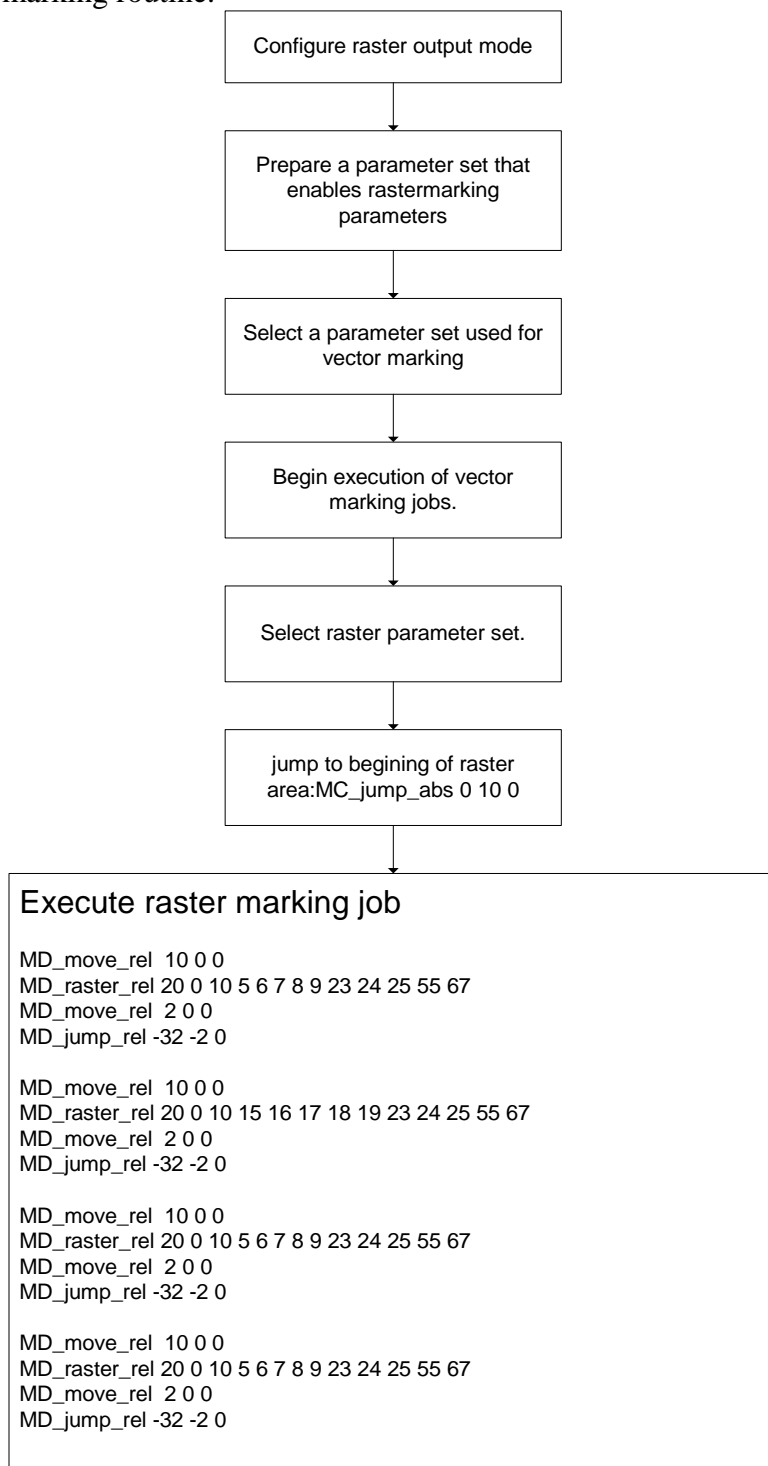 marking routine.
Configure raster output mode
Prepare a parameter set that
enables rastermarking
parameters
Select a parameter set used for
vector marking
Begin execution of vector
marking jobs.
Select raster parameter set.
jump to begining of raster
area:MC_jump_abs 0 10 0
Execute raster marking job
MD_move_rel  10 0 0
MD_raster_rel 20 0 10 5 6 7 8 9 23 24 25 55 67
MD_move_rel  2 0 0
MD_jump_rel -32 -2 0
MD_move_rel  10 0 0
MD_raster_rel 20 0 10 15 16 17 18 19 23 24 25 55 67
MD_move_rel  2 0 0
MD_jump_rel -32 -2 0
MD_move_rel  10 0 0
MD_raster_rel 20 0 10 5 6 7 8 9 23 24 25 55 67
MD_move_rel  2 0 0
MD_jump_rel -32 -2 0
MD_move_rel  10 0 0
MD_raster_rel 20 0 10 5 6 7 8 9 23 24 25 55 67
MD_move_rel  2 0 0
MD_jump_rel -32 -2 0